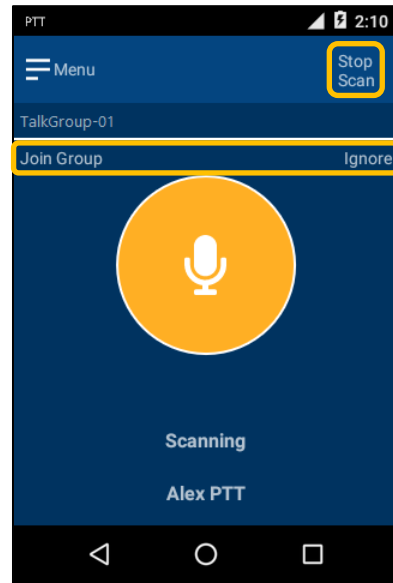 PTT 2:10
Menu
Stop
Scan
TalkGroup-01
Join Group Ignore
Scanning
Alex PTT